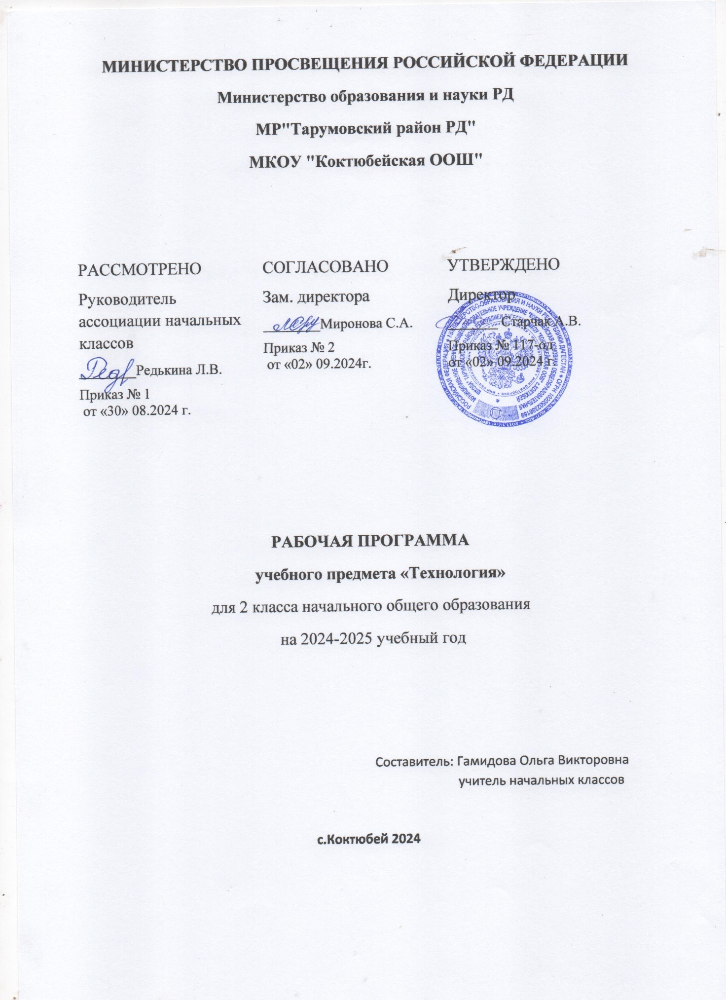 МИНИСТЕРСТВО ПРОСВЕЩЕНИЯ РОССИЙСКОЙ ФЕДЕРАЦИИ
Министерство образования и науки РД
МР"Тарумовский район РД"
МКОУ "Коктюбейская ООШ"
РАССМОТРЕНО
Руководитель
ассоциации начальных
классов
Редькина Л.В.
Приказ № 1
от «30» 08.2024 г.
СОГЛАСОВАНО
Зам. директора
Миронова С.А.
Приказ № 2
от «02» 09.2024г.
УТВЕРЖДЕНО
Директор
Старчак А.В.
Приказ № 117-од
от «02» 09.2024 г.
РАБОЧАЯ ПРОГРАММА
учебного предмета «Технология»
для 2 класса начального общего образования
на 2024-2025 учебный год
Составитель: Гамидова Ольга Викторовна
учитель начальных классов
с.Коктюбей 2024